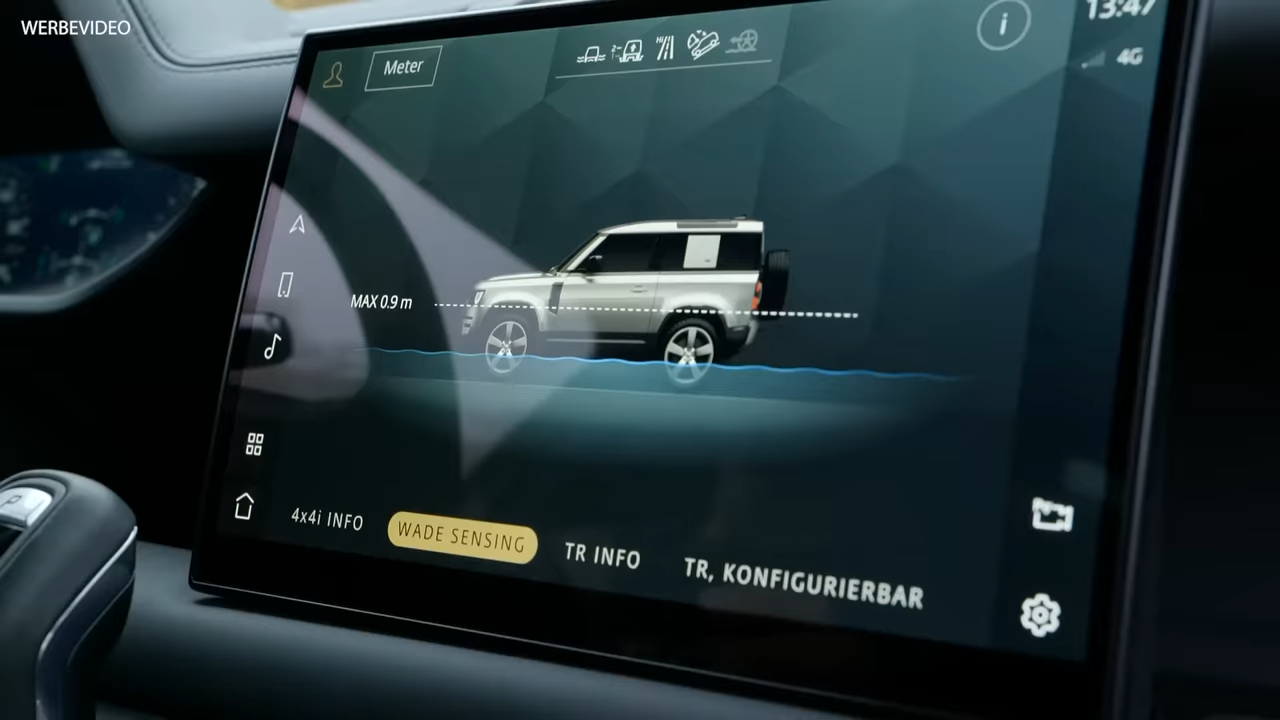 WERBEVIDEO
13:47
Meter
4G
MAX 0.9 m
4x4i INFO
WADE SENSING
TR INFO
TR, KONFIGURIERBAR
P